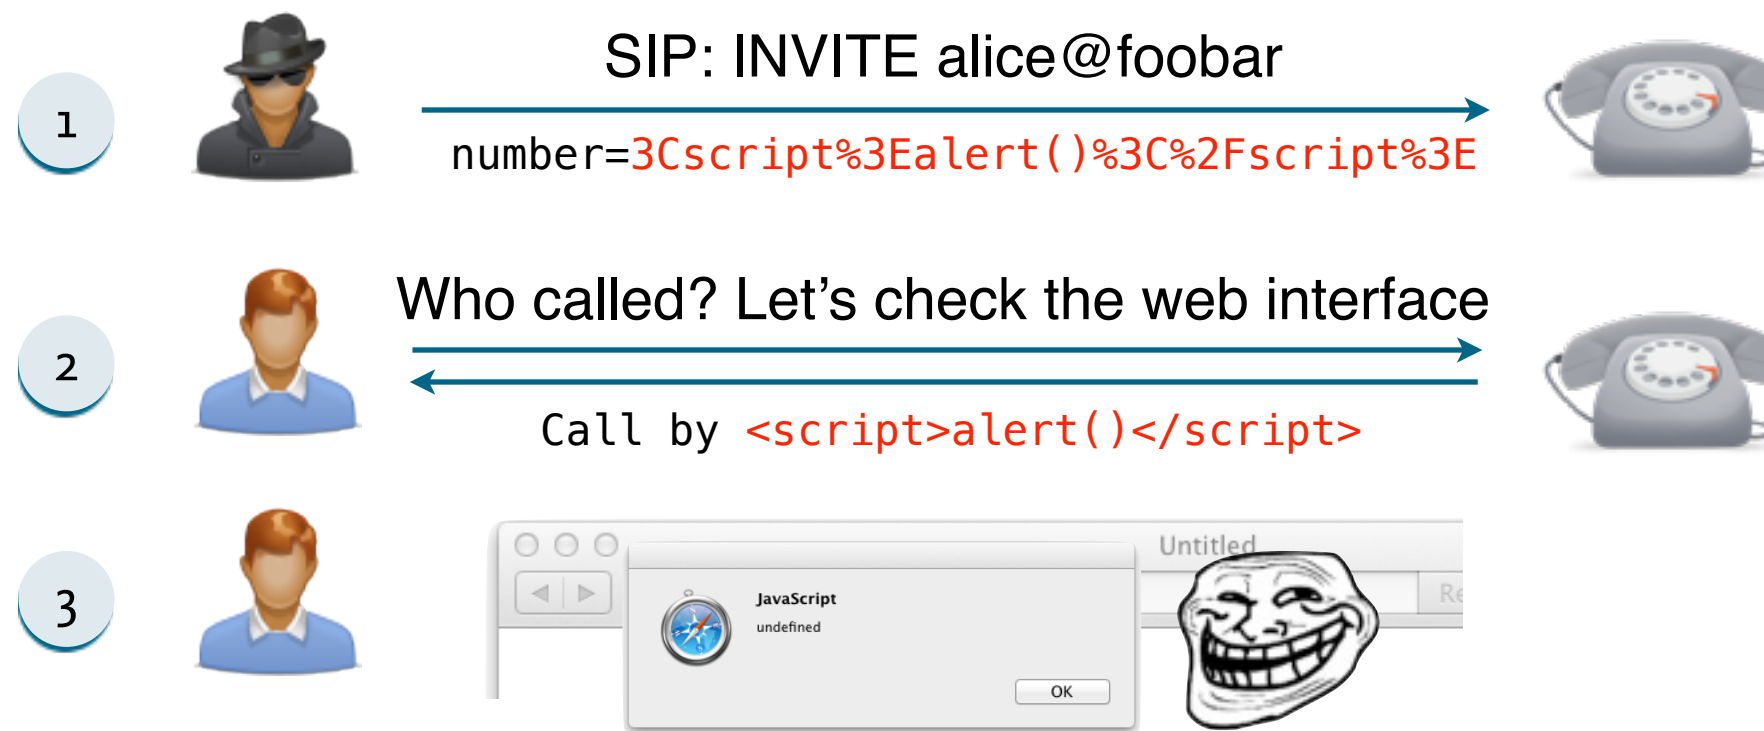 SIP: INVITE alice@foobar
1
number=3Cscript%3Ealert()%3C%2Fscript%3E
Who called? Let's check the web interface
2
Call by <script>alert()</script>
Untitled
3
JavaScript
undefined
Re
OK